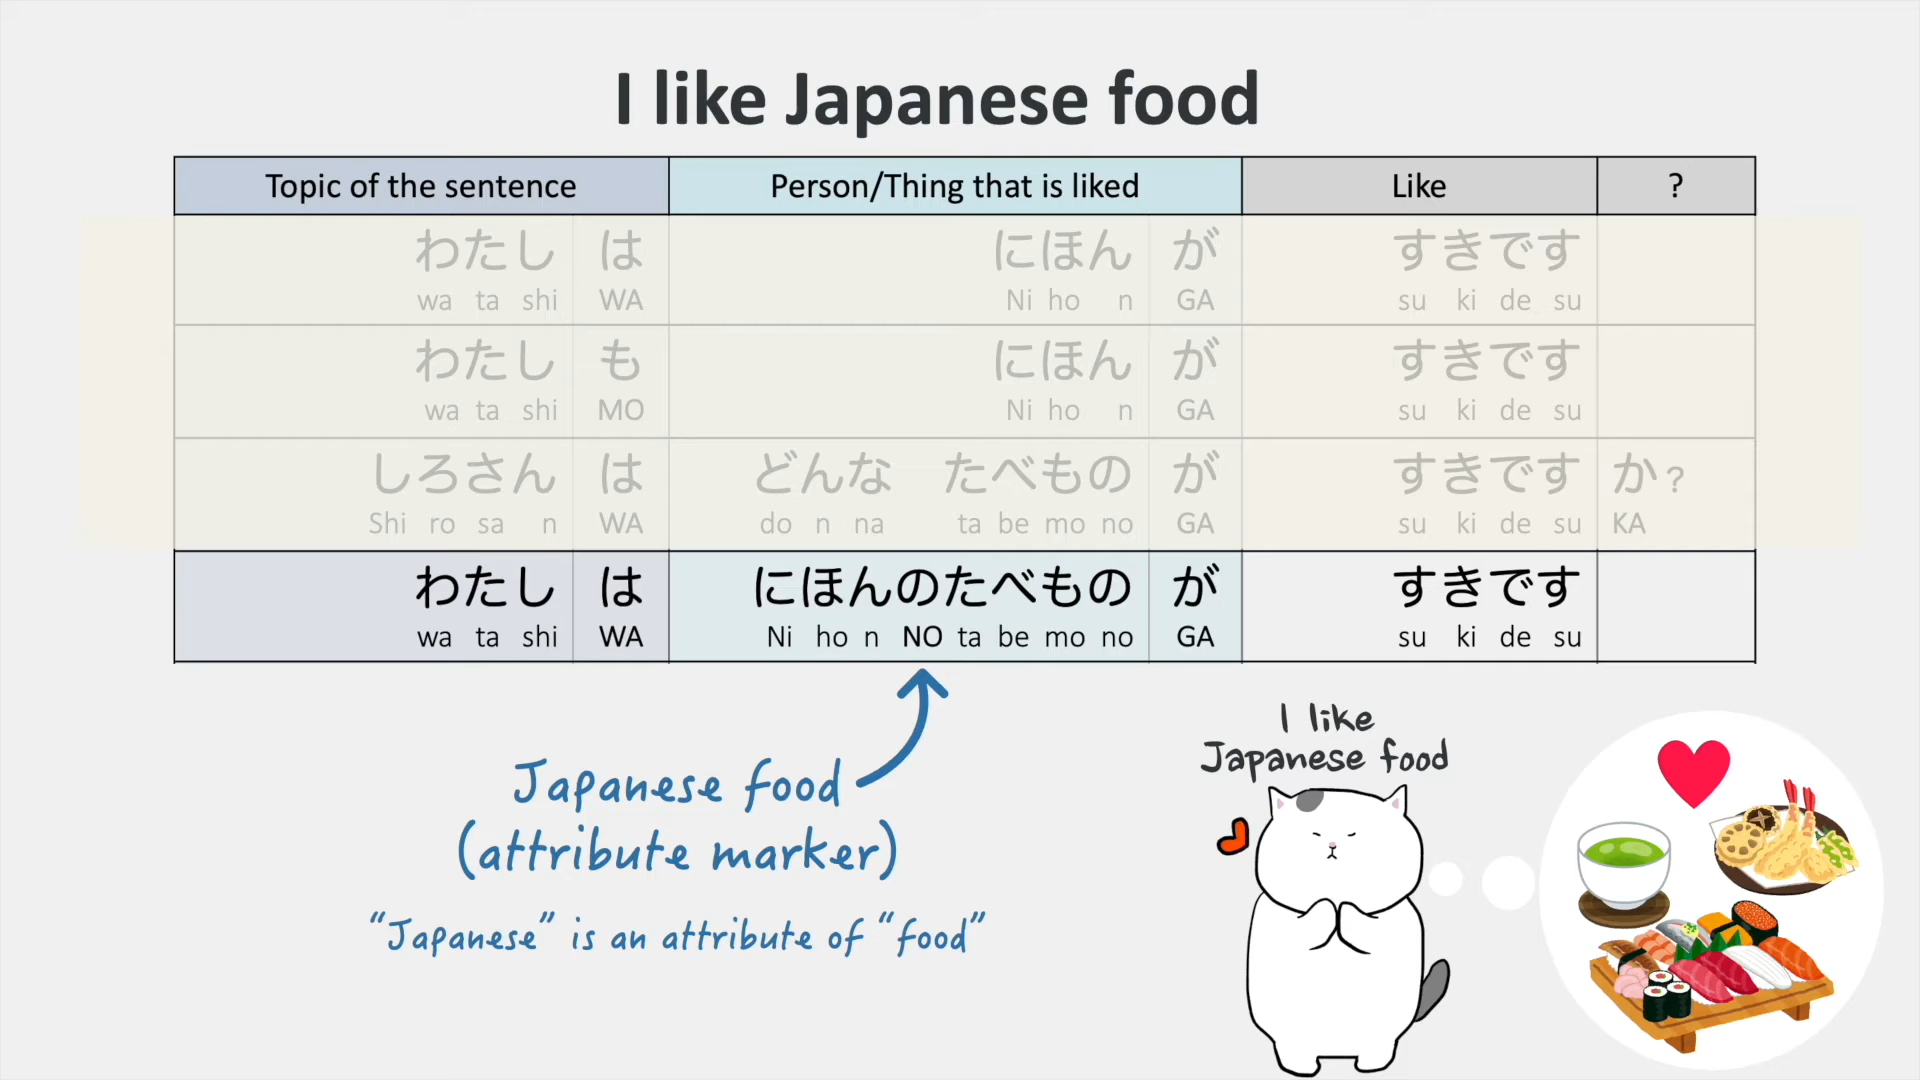 I like Japanese food
Topic of the sentence Person/Thing that is liked Like ?
わたし は にほん が すきです
wa ta shi WA Ni ho n GA su ki de su
わたし も にほん が すきです
wa ta shi MO Ni ho n GA su ki de su
しろさん は どんな たべもの が すきです か?
Shi ro sa n WA do n na ta be mo no GA su ki de su KA
わたし は にほんのたべもの が すきです
wa ta shi WA Ni ho n NO ta be mo no GA su ki de su
Japanese food
(attribute marker)
“Japanese” is an attribute of “food”
I like
Japanese food